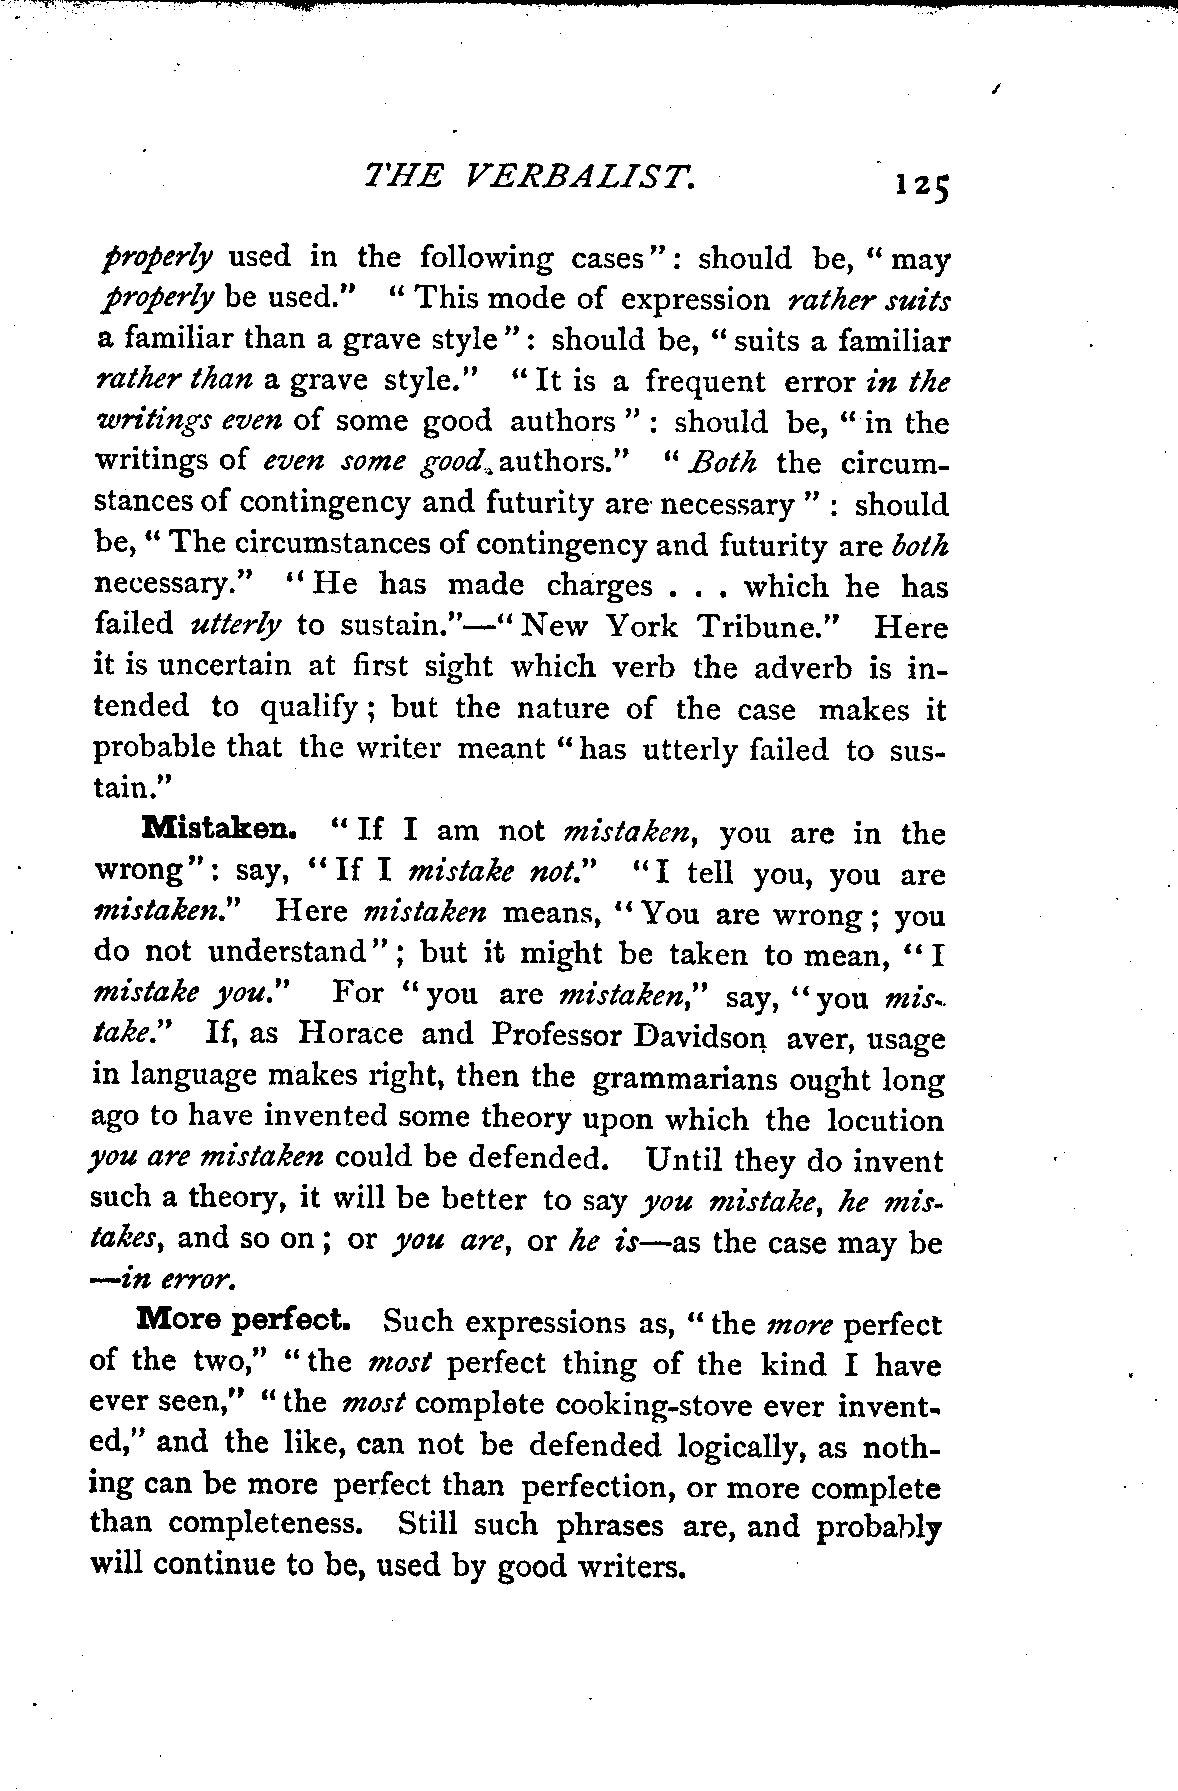 THE VERBALIST. 125
properly used in the following cases": should be, "may
properly be used." "This mode of expression rather suits
a familiar than a grave style": should be, "suits a familiar
rather than a grave style." "It is a frequent error in the
writings even of some good authors": should be, "in the
writings of even some good authors." "Both the circum-
stances of contingency and futurity are necessary": should
be, "The circumstances of contingency and futurity are both
necessary." "He has made charges . . . which he has
failed utterly to sustain."—"New York Tribune." Here
it is uncertain at first sight which verb the adverb is in-
tended to qualify; but the nature of the case makes it
probable that the writer meant "has utterly failed to sus-
tain."
Mistaken. "If I am not mistaken, you are in the
wrong": say, "If I mistake not." "I tell you, you are
mistaken." Here mistaken means, "You are wrong; you
do not understand"; but it might be taken to mean, "I
mistake you." For "you are mistaken," say, "you mis-
take." If, as Horace and Professor Davidson aver, usage
in language makes right, then the grammarians ought long
ago to have invented some theory upon which the locution
you are mistaken could be defended. Until they do invent
such a theory, it will be better to say you mistake, he mis-
takes, and so on; or you are, or he is—as the case may be
—in error.
More perfect. Such expressions as, "the more perfect
of the two," "the most perfect thing of the kind I have
ever seen," "the most complete cooking-stove ever invent-
ed," and the like, can not be defended logically, as noth-
ing can be more perfect than perfection, or more complete
than completeness. Still such phrases are, and probably
will continue to be, used by good writers.